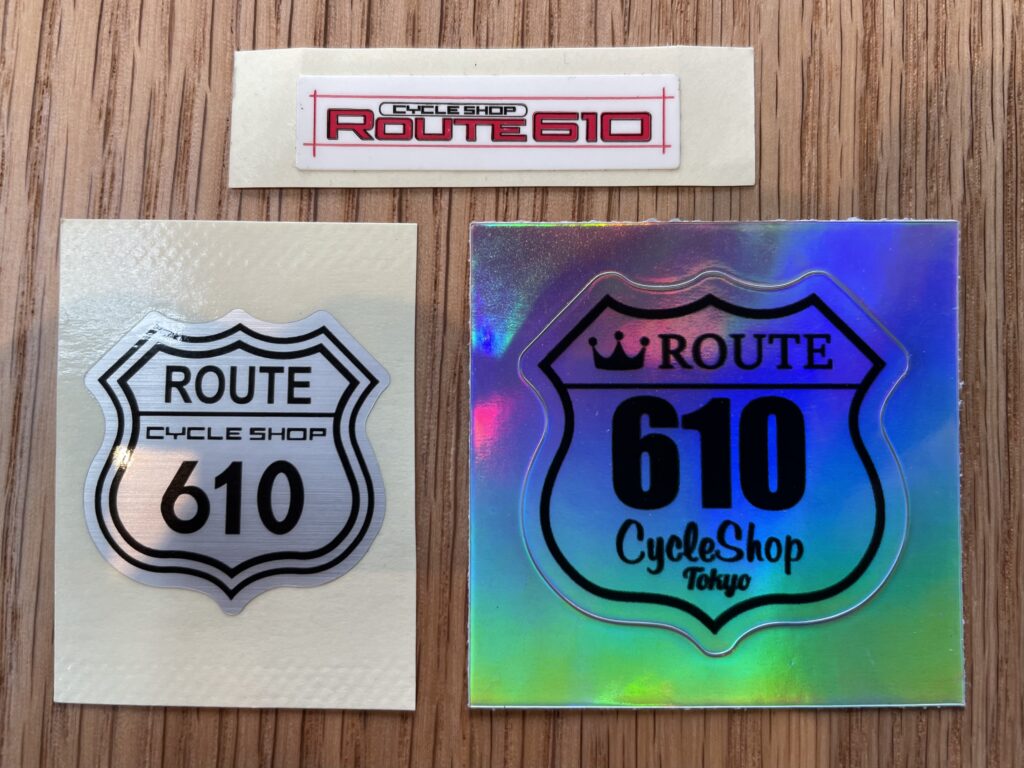 CYCLE SHOP
ROUTE 610
ROUTE
CYCLE SHOP
610
ROUTE
610
CycleShop
Tokyo